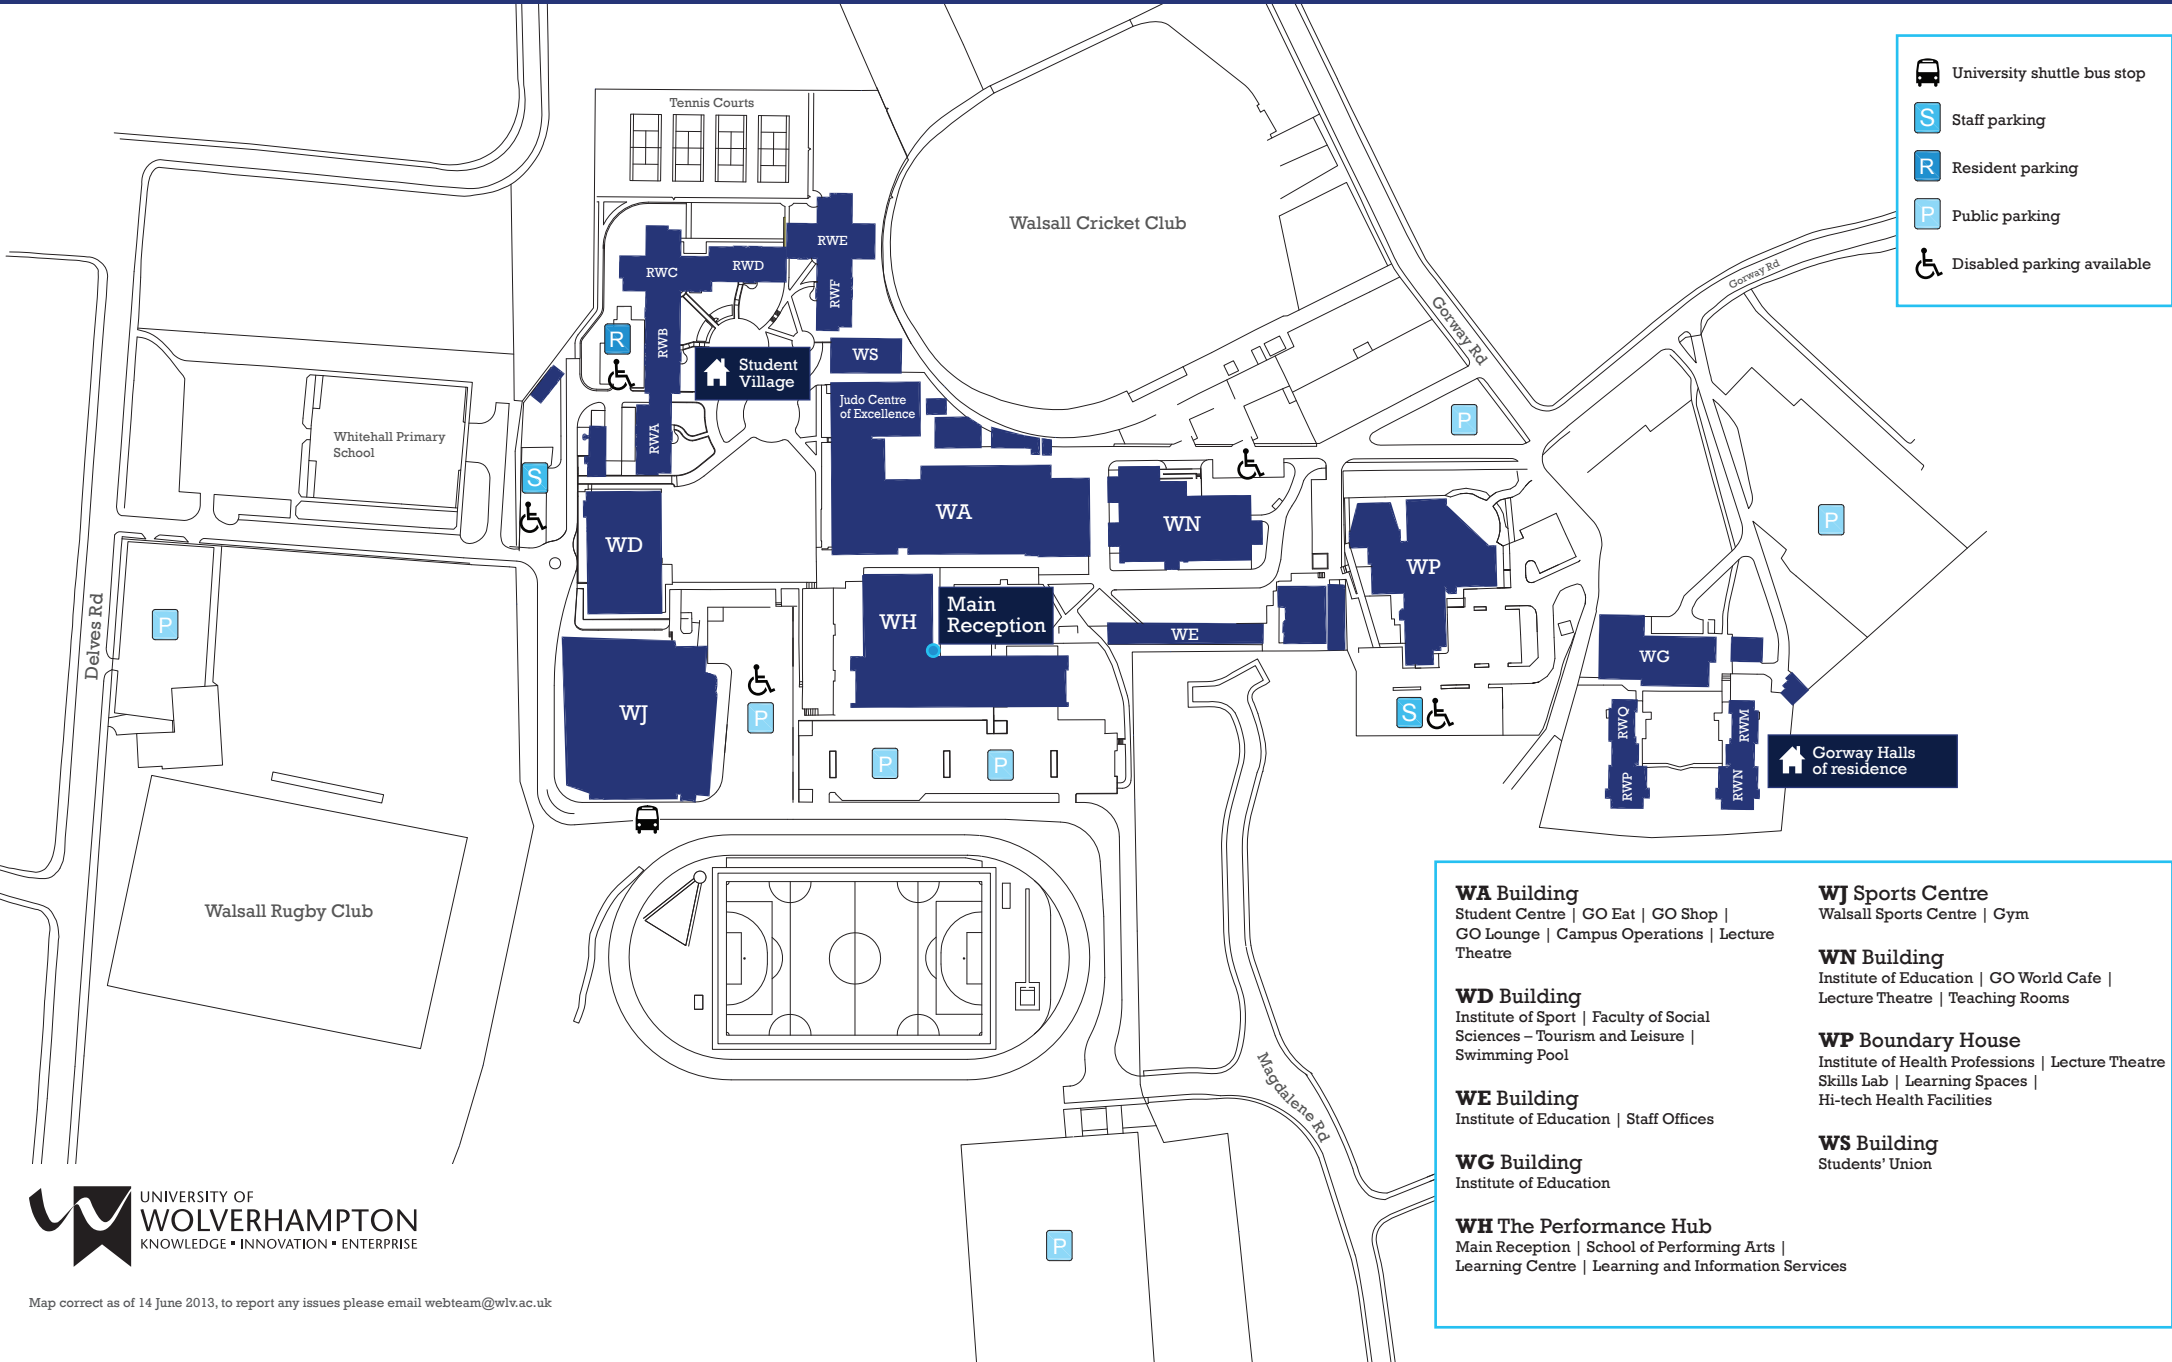 Tennis Courts
Walsall Cricket Club
RWE
RWC
RWD
RWF
RWB
RWA
R
Student
Village
WS
Judo Centre
of Excellence
Whitehall Primary
School
S
Gorway Rd
Gorway Rd
P
P
WD
WA
WN
WP
Delves Rd
P
WH
Main
Reception
WE
WG
WJ
P
P
P
S
RWQ
RWP
RWM
RWN
Gorway Halls
of residence
Walsall Rugby Club
Magdalene Rd
P
University shuttle bus stop
S
Staff parking
R
Resident parking
P
Public parking
Disabled parking available
WA Building
Student Centre | GO Eat | GO Shop |
GO Lounge | Campus Operations | Lecture
Theatre
WD Building
Institute of Sport | Faculty of Social
Sciences – Tourism and Leisure |
Swimming Pool
WE Building
Institute of Education | Staff Offices
WG Building
Institute of Education
WH The Performance Hub
Main Reception | School of Performing Arts |
Learning Centre | Learning and Information Services
WJ Sports Centre
Walsall Sports Centre | Gym
WN Building
Institute of Education | GO World Cafe |
Lecture Theatre | Teaching Rooms
WP Boundary House
Institute of Health Professions | Lecture Theatre
Skills Lab | Learning Spaces |
Hi-tech Health Facilities
WS Building
Students' Union
UNIVERSITY OF
WOLVERHAMPTON
KNOWLEDGE ▪ INNOVATION ▪ ENTERPRISE
Map correct as of 14 June 2013, to report any issues please email webteam@wlv.ac.uk